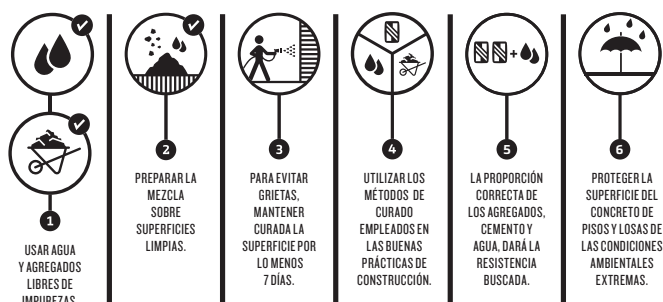 1
USAR AGUA
Y AGREGADOS
LIBRES DE
IMPUREZAS.
2
PREPARAR LA
MEZCLA
SOBRE
SUPERFICIES
LIMPIAS.
3
PARA EVITAR
GRIETAS,
MANTENER
CURADA LA
SUPERFICIE POR
LO MENOS
7 DÍAS.
4
UTILIZAR LOS
MÉTODOS DE
CURADO
EMPLEADOS EN
LAS BUENAS
PRÁCTICAS DE
CONSTRUCCIÓN.
5
LA PROPORCIÓN
CORRECTA DE
LOS AGREGADOS,
CEMENTO Y
AGUA, DARÁ LA
RESISTENCIA
BUSCADA.
6
PROTEGER LA
SUPERFICIE DEL
CONCRETO DE
PISOS Y LOSAS DE
LAS CONDICIONES
AMBIENTALES
EXTREMAS.